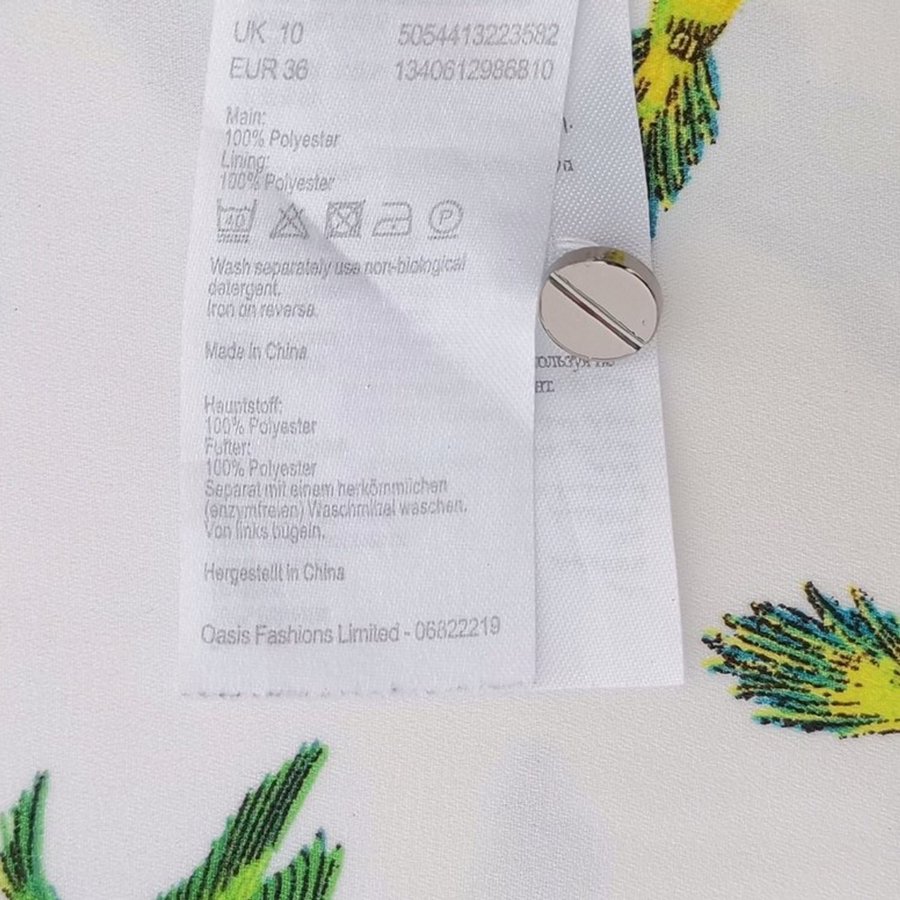 UK 10 5054413223582
EUR 36 1340612986810
Main:
100% Polyester
Lining:
100% Polyester
40
P
Wash separately use non-biological
detergent.
Iron on reverse.
Made in China
Hauptstoff:
100% Polyester
Futter:
100% Polyester
Separat mit einem herkömmlichen
(enzymfreien) Waschmittel waschen.
Von links bügeln.
Hergestellt in China
Oasis Fashions Limited - 06822219